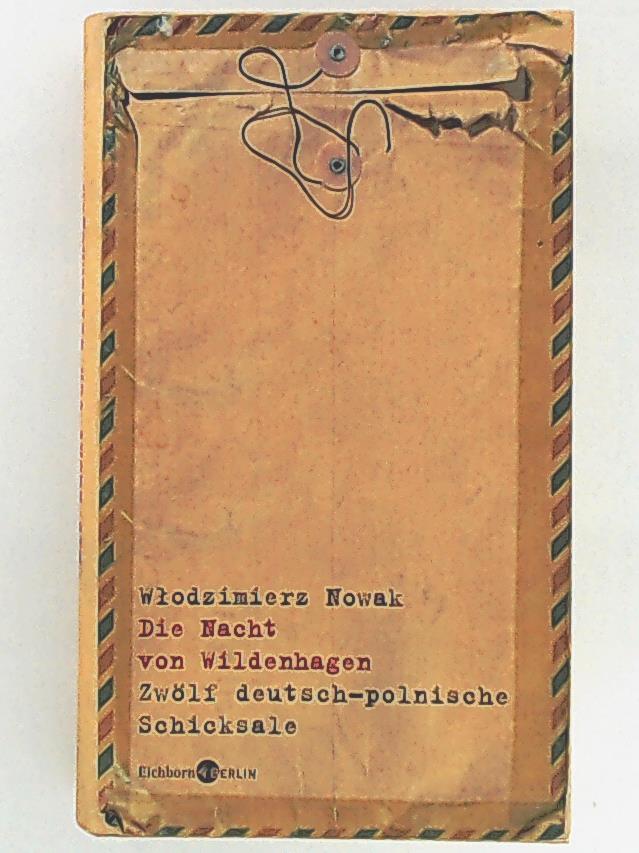 Włodzimierz Nowak
Die Nacht
von Wildenhagen
Zwölf deutsch-polnische
Schicksale
Eichborn BERLIN